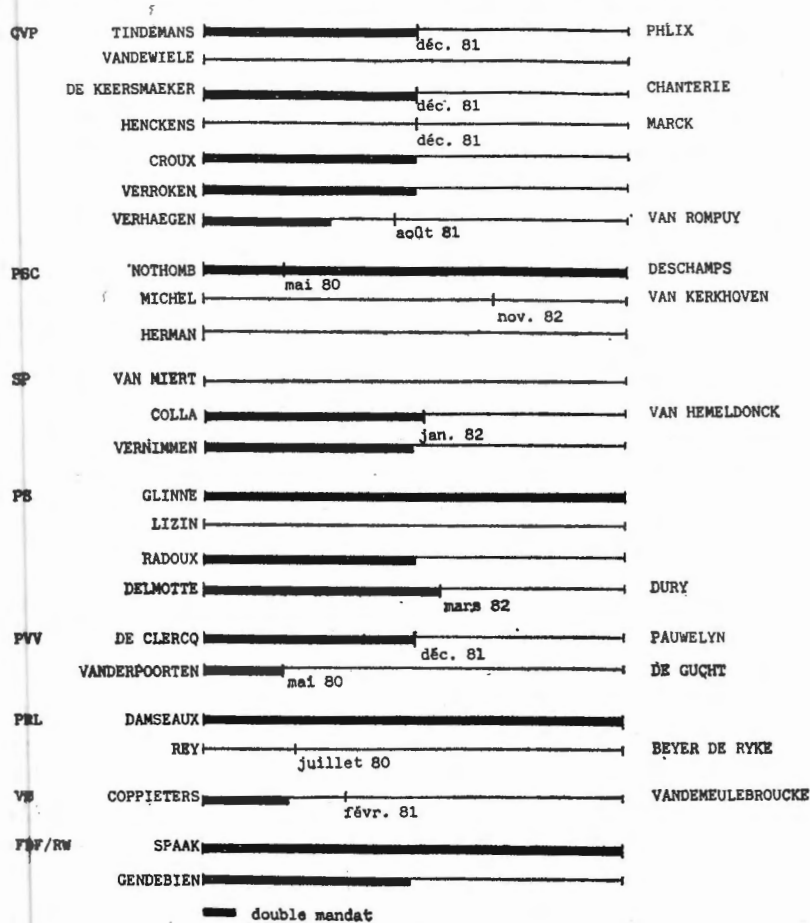 CVP TINDEMANS PHLIX
déc. 81
VANDEWIELE
DE KEERSMAEKER CHANTERIE
déc. 81
HENCKENS MARCK
déc. 81
CROUX
VERROKEN
VERHAEGEN VAN ROMPUY
août 81
PSC NOTHOMB DESCHAMPS
mai 80
MICHEL VAN KERKHOVEN
nov. 82
HERMAN
SP VAN MIERT
COLLA VAN HEMELDONCK
jan. 82
VERNIMMEN
PS GLINNE
LIZIN
RADOUX
DELMOTTE DURY
mars 82
PVV DE CLERCQ PAUWELYN
déc. 81
VANDERPOORTEN DE GUCHT
mai 80
PRL DAMSEAUX
REY BEYER DE RYKE
juillet 80
VU COPPIETERS VANDEMEULEBROUCKE
févr. 81
FDF/RW SPAAK
GENDEBIEN
double mandat